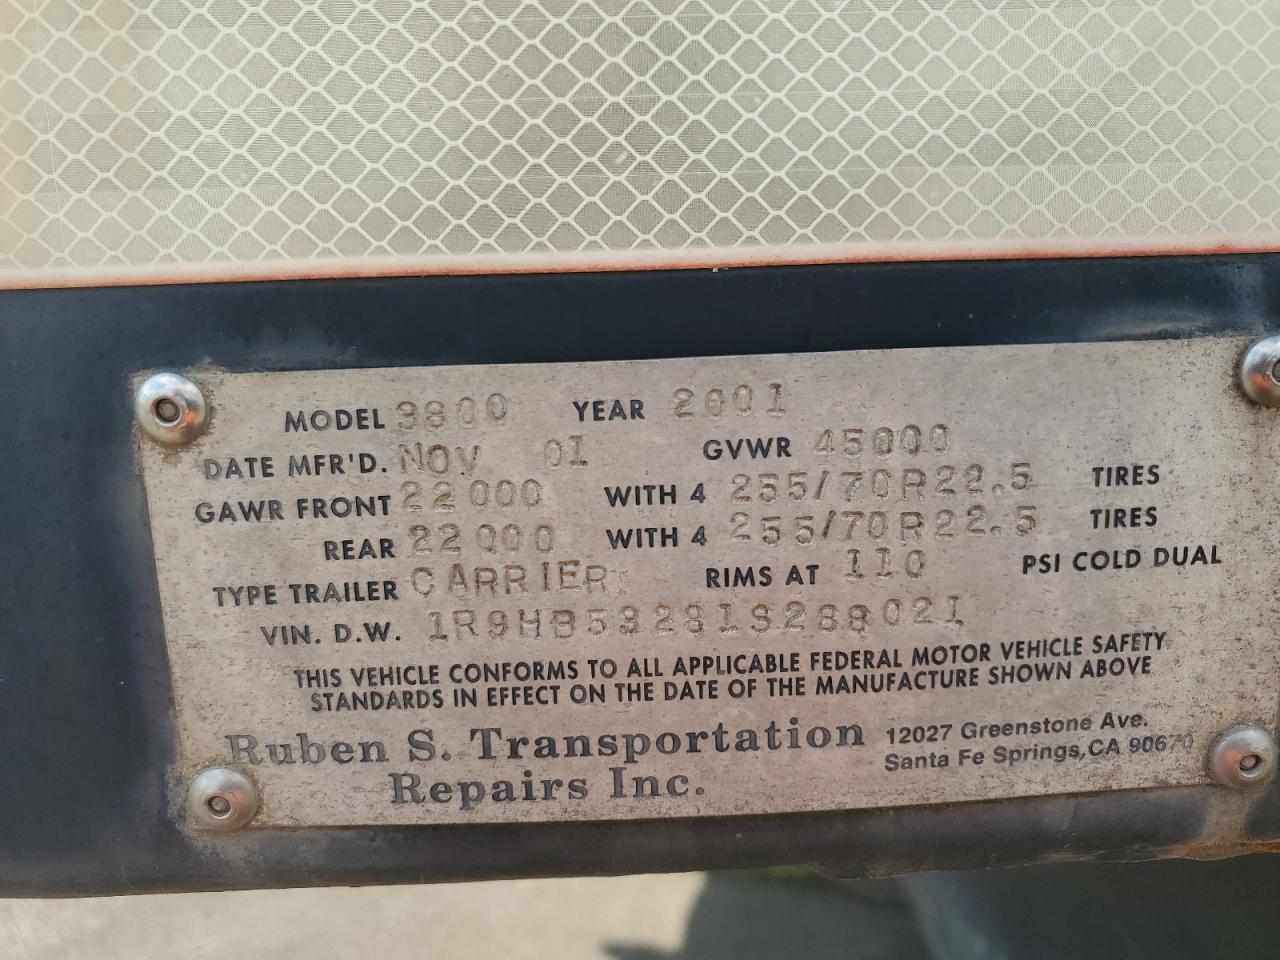 MODEL 9800 YEAR 2001
DATE MFR'D. NOV 01 GVWR 45000
GAWR FRONT 22000 WITH 4 255/70R22.5 TIRES
REAR 22000 WITH 4 255/70R22.5 TIRES
TYPE TRAILER CARRIER RIMS AT 110 PSI COLD DUAL
VIN. D.W.
THIS VEHICLE CONFORMS TO ALL APPLICABLE FEDERAL MOTOR VEHICLE SAFETY
STANDARDS IN EFFECT ON THE DATE OF THE MANUFACTURE SHOWN ABOVE
Ruben S. Transportation
Repairs Inc.
12027 Greenstone Ave.
Santa Fe Springs, CA 90670